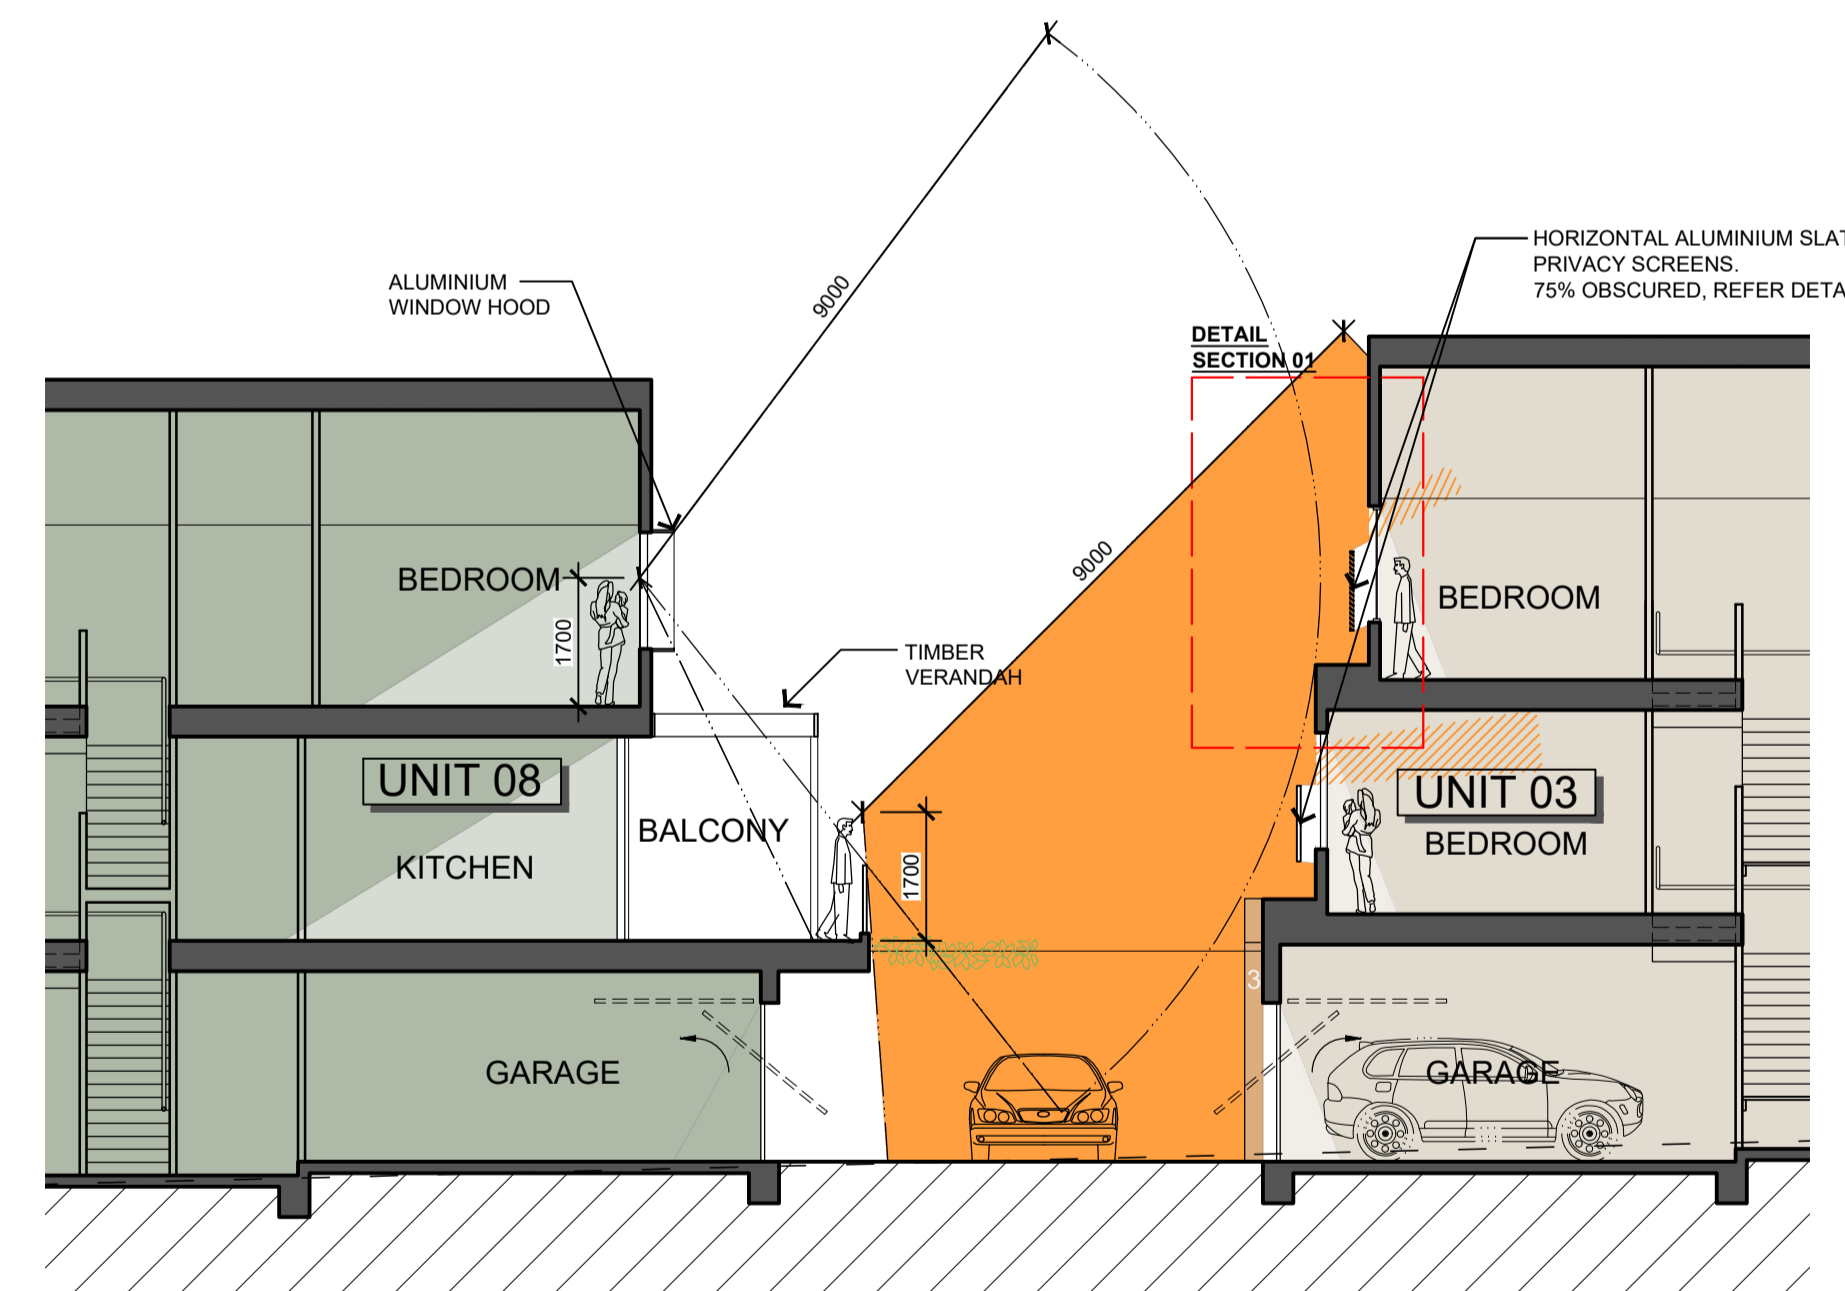 9000
HORIZONTAL ALUMINIUM SLAT
PRIVACY SCREENS.
75% OBSCURED, REFER DETA
ALUMINIUM
WINDOW HOOD
DETAIL
SECTION 01
9000
BEDROOM
BEDROOM
1700
TIMBER
VERANDAH
UNIT 08
UNIT 03
BALCONY
BEDROOM
KITCHEN
1700
3
GARAGE
GARAGE